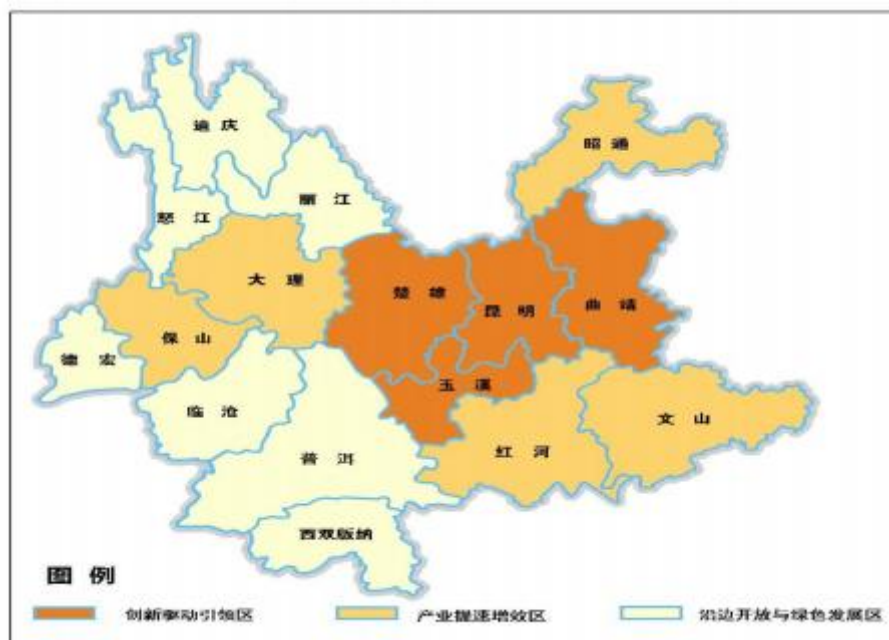 迪庆
昭通
丽江
怒江
大理
楚雄
昆明
曲靖
保山
德宏
玉溪
临沧
文山
红河
普洱
西双版纳
图例
创新驱动引领区
产业提速增效区
沿边开放与绿色发展区